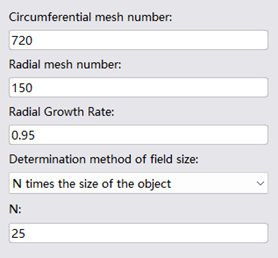 Circumferential mesh number:
720
Radial mesh number:
150
Radial Growth Rate:
0.95
Determination method of field size:
N times the size of the object
N:
25